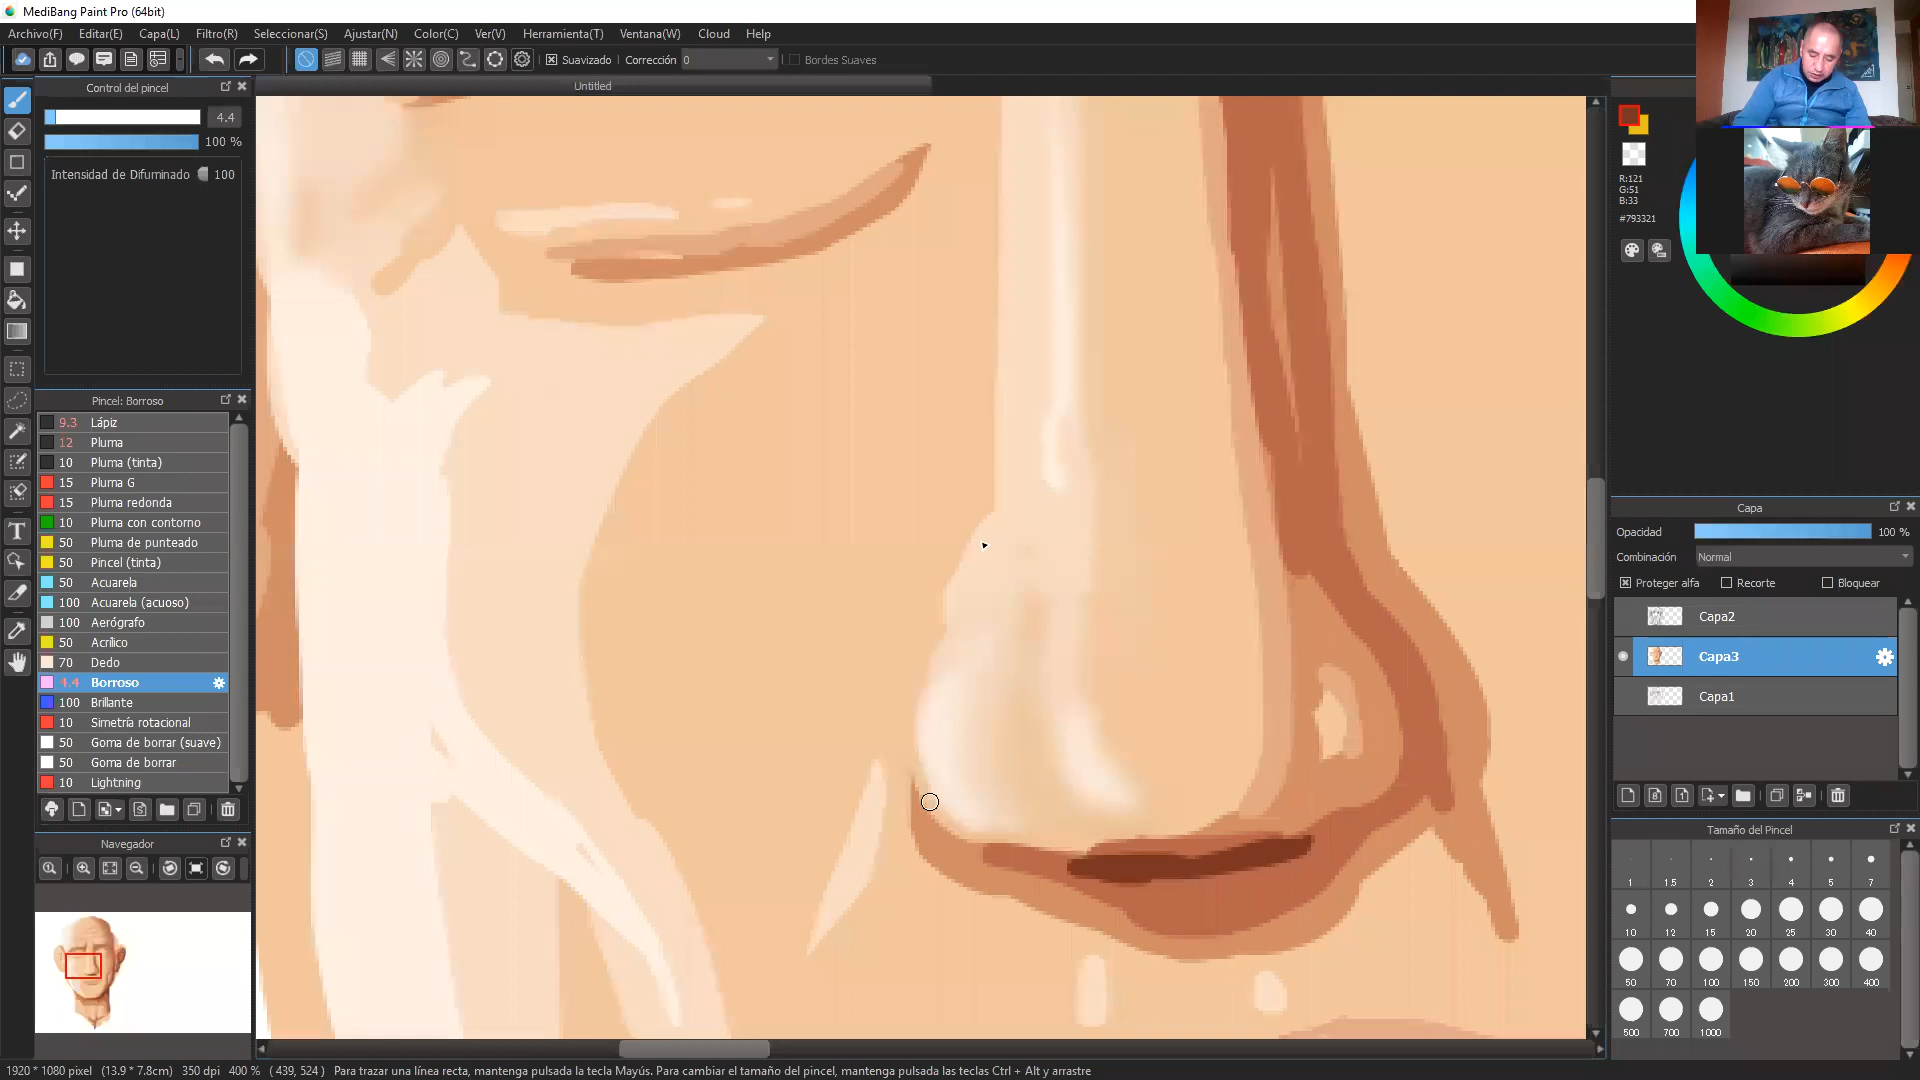 MediBang Paint Pro (64bit)
Archivo(F) Editar(E) Capa(L) Filtro(R) Seleccionar(S) Ajustar(N) Color(C) Ver(V) Herramienta(T) Ventana(W) Cloud Help
Suavizado Corrección 0 Bordes Suaves
Untitled
Control del pincel
4.4
100 %
Intensidad de Difuminado 100
Pincel: Borroso
9.3 Lápiz
12 Pluma
10 Pluma (tinta)
15 Pluma G
15 Pluma redonda
10 Pluma con contorno
50 Pluma de punteado
50 Pincel (tinta)
50 Acuarela
100 Acuarela (acuoso)
100 Aerógrafo
50 Acrílico
70 Dedo
4.4 Borroso
100 Brillante
10 Simetría rotacional
50 Goma de borrar (suave)
50 Goma de borrar
10 Lightning
Navegador
R:121
G:51
B:33
#793321
Capa
Opacidad 100 %
Combinación Normal
Proteger alfa Recorte Bloquear
Capa2
Capa3
Capa1
Tamaño del Pincel
1 1.5 2 3 4 5 7
10 12 15 20 25 30 40
50 70 100 150 200 300 400
500 700 1000
1920 * 1080 pixel (13.9 * 7.8cm) 350 dpi 400 % ( 439, 524 ) Para trazar una línea recta, mantenga pulsada la tecla Mayús. Para cambiar el tamaño del pincel, mantenga pulsadas las teclas Ctrl + Alt y arrastre